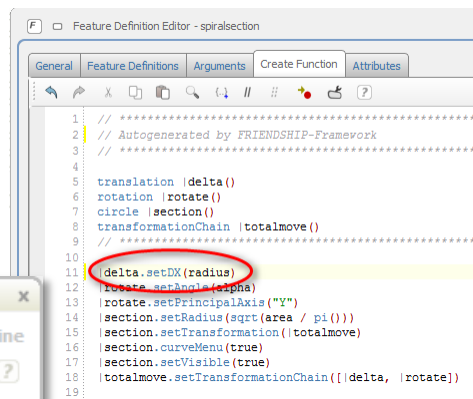 F Feature Definition Editor - spiralsection
General Feature Definitions Arguments Create Function Attributes
1 // **************************************************
2 // Autogenerated by FRIENDSHIP-Framework
3 // **************************************************
4
5 translation |delta()
6 rotation |rotate()
7 circle |section()
8 transformationChain |totalmove()
9 // **************************************************
10
11 |delta.setDX(radius)
12 |rotate.setAngle(alpha)
13 |rotate.setPrincipalAxis("Y")
14 |section.setRadius(sqrt(area / pi()))
15 |section.setTransformation(|totalmove)
16 |section.curveMenu(true)
17 |section.setVisible(true)
18 |totalmove.setTransformationChain([|delta, |rotate])
19
ine
?